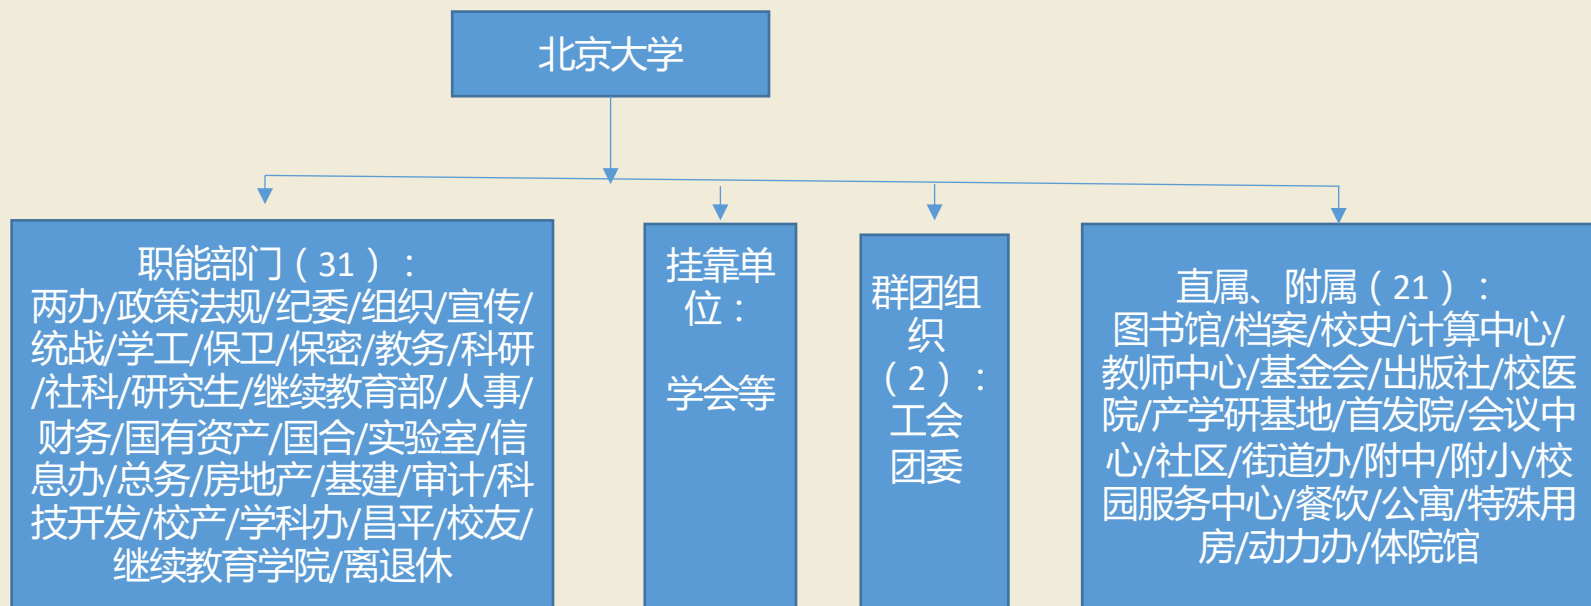 北京大学
职能部门（31）：
两办/政策法规/纪委/组织/宣传/
统战/学工/保卫/保密/教务/科研
/社科/研究生/继续教育部/人事/
财务/国有资产/国合/实验室/信
息办/总务/房地产/基建/审计/科
技开发/校产/学科办/昌平/校友/
继续教育学院/离退休
挂靠单
位：
学会等
群团组
织
（2）：
工会
团委
直属、附属（21）：
图书馆/档案/校史/计算中心/
教师中心/基金会/出版社/校医
院/产学研基地/首发院/会议中
心/社区/街道办/附中/附小/校
园服务中心/餐饮/公寓/特殊用
房/动力办/体院馆